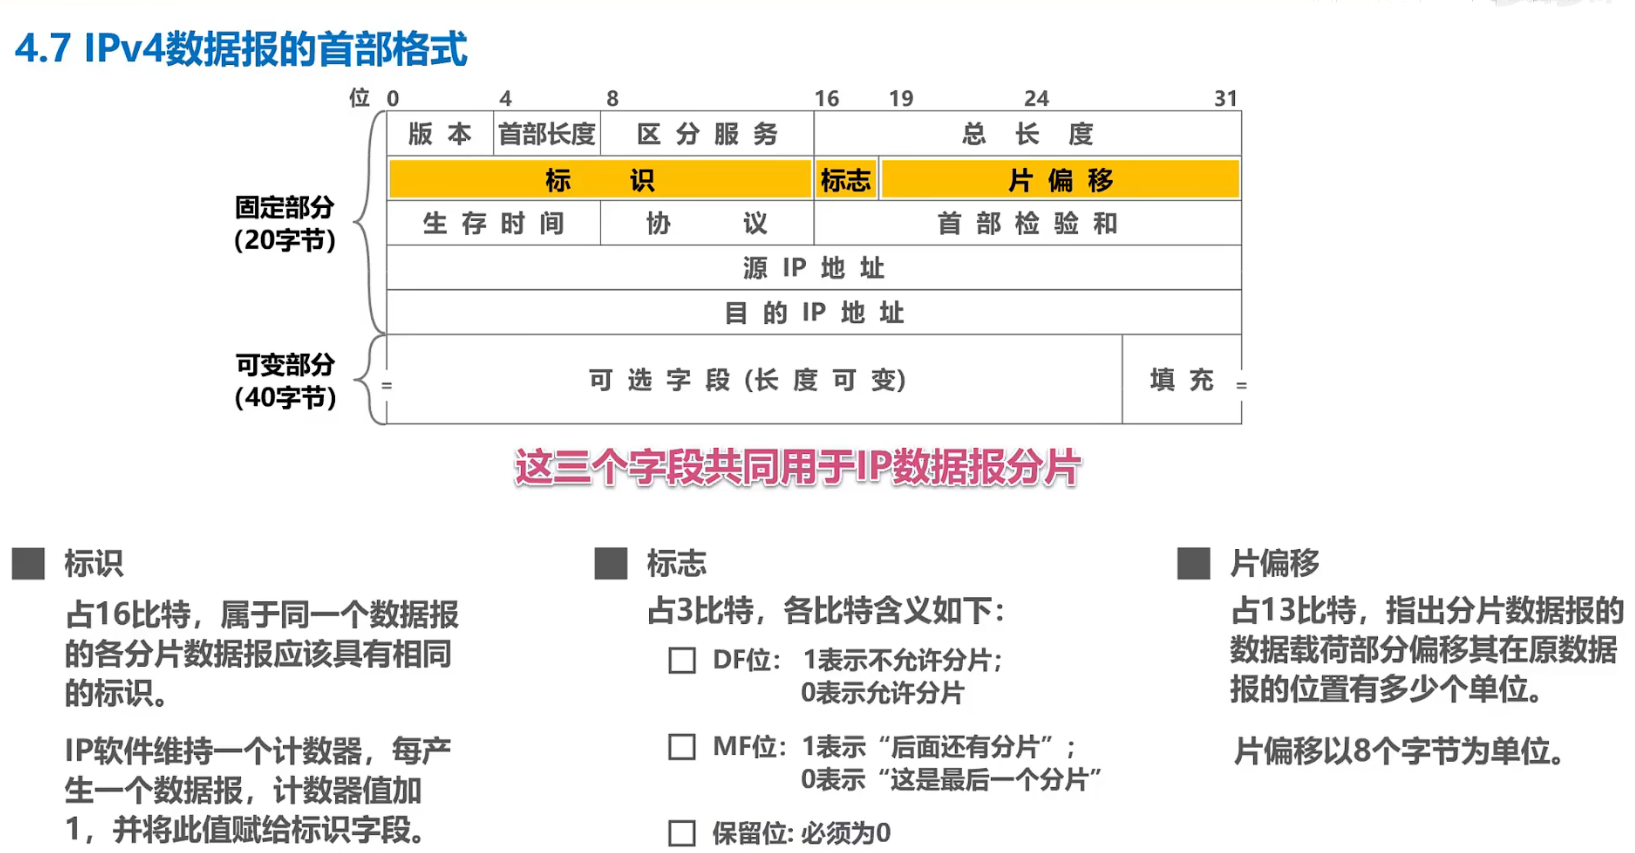 4.7 IPv4数据报的首部格式
位 0 4 8 16 19 24 31
版 本 首部长度 区 分 服 务 总 长 度
标 识 标志 片 偏 移
固定部分
(20字节)
生 存 时 间 协 议 首 部 检 验 和
源 IP 地 址
目 的 IP 地 址
可变部分
(40字节)
= 可 选 字 段 (长 度 可 变) 填 充 =
这三个字段共同用于IP数据报分片
标识
占16比特，属于同一个数据报
的各分片数据报应该具有相同
的标识。
IP软件维持一个计数器，每产
生一个数据报，计数器值加
1，并将此值赋给标识字段。
标志
占3比特，各比特含义如下：
DF位： 1表示不允许分片；
0表示允许分片
MF位：1表示“后面还有分片”；
0表示“这是最后一个分片”
保留位: 必须为0
片偏移
占13比特，指出分片数据报的
数据载荷部分偏移其在原数据
报的位置有多少个单位。
片偏移以8个字节为单位。